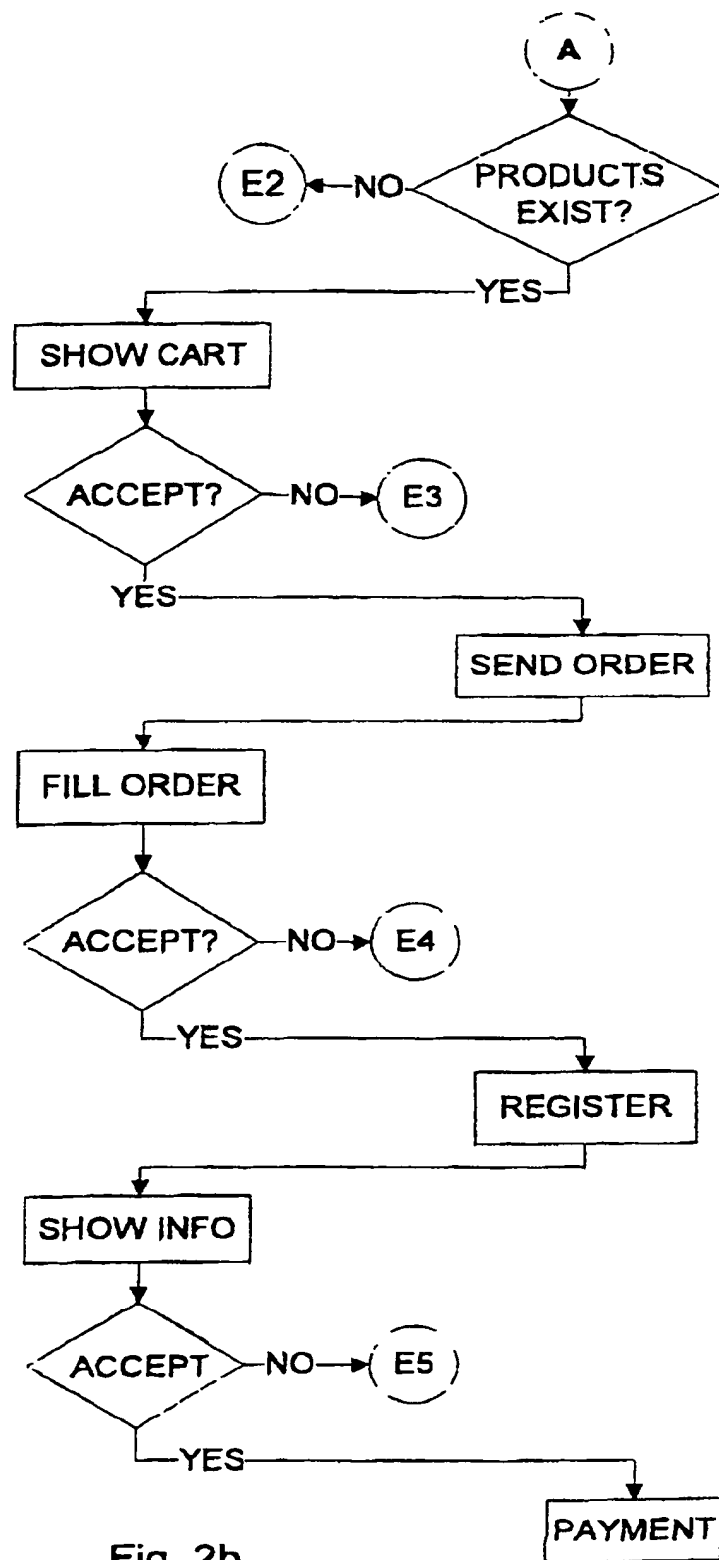 A
PRODUCTS
EXIST?
NO
E2
YES
SHOW CART
ACCEPT?
NO
E3
YES
SEND ORDER
FILL ORDER
ACCEPT?
NO
E4
YES
REGISTER
SHOW INFO
ACCEPT
NO
E5
YES
PAYMENT
Fig. 2b